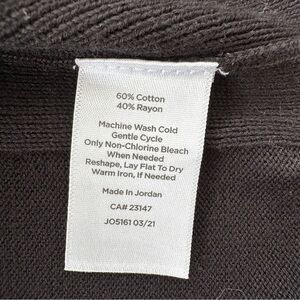 60% Cotton
40% Rayon
Machine Wash Cold
Gentle Cycle
Only Non-Chlorine Bleach
When Needed
Reshape, Lay Flat To Dry
Warm Iron, If Needed
Made In Jordan
CA# 23147
JO5161 03/21